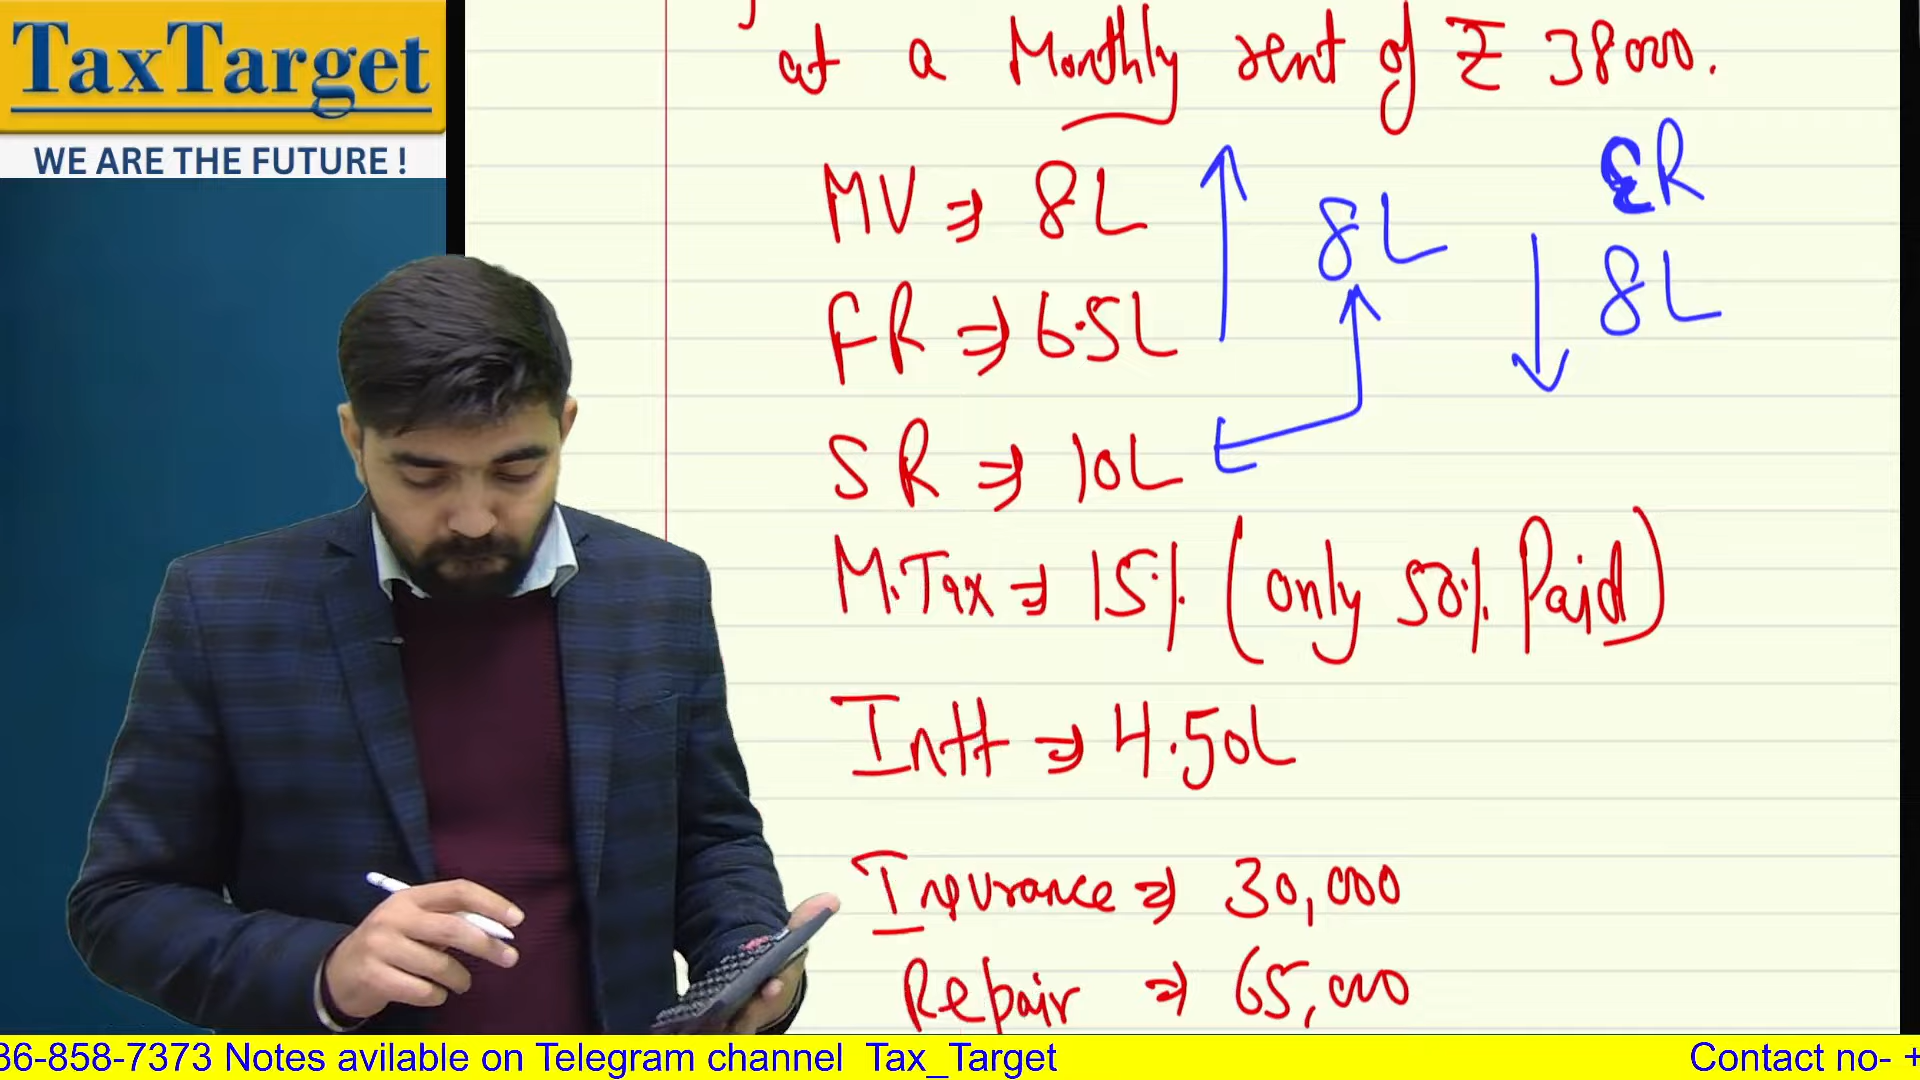 TaxTarget
WE ARE THE FUTURE !
at a Monthly rent of ₹ 38000.
MV ⇒ 8L
8L
ER
8L
FR ⇒ 6.5L
SR ⇒ 10L
M.Tax ⇒ 15% (only 50% Paid)
Intt ⇒ 4.50L
Insurance ⇒ 30,000
Repair ⇒ 65,000
36-858-7373 Notes avilable on Telegram channel Tax_Target
Contact no- +